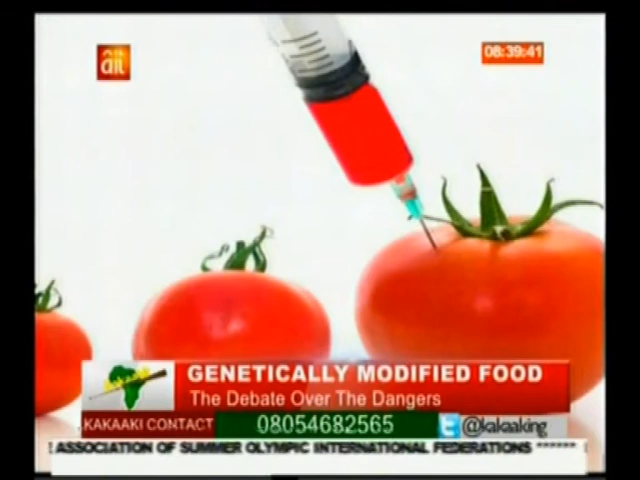 ait
08:39:41
GENETICALLY MODIFIED FOOD
The Debate Over The Dangers
KAKAAKI CONTACT 08054682565 @kakaaking
ASSOCIATION OF SUMMER OLYMPIC INTERNATIONAL FEDERATIONS ******